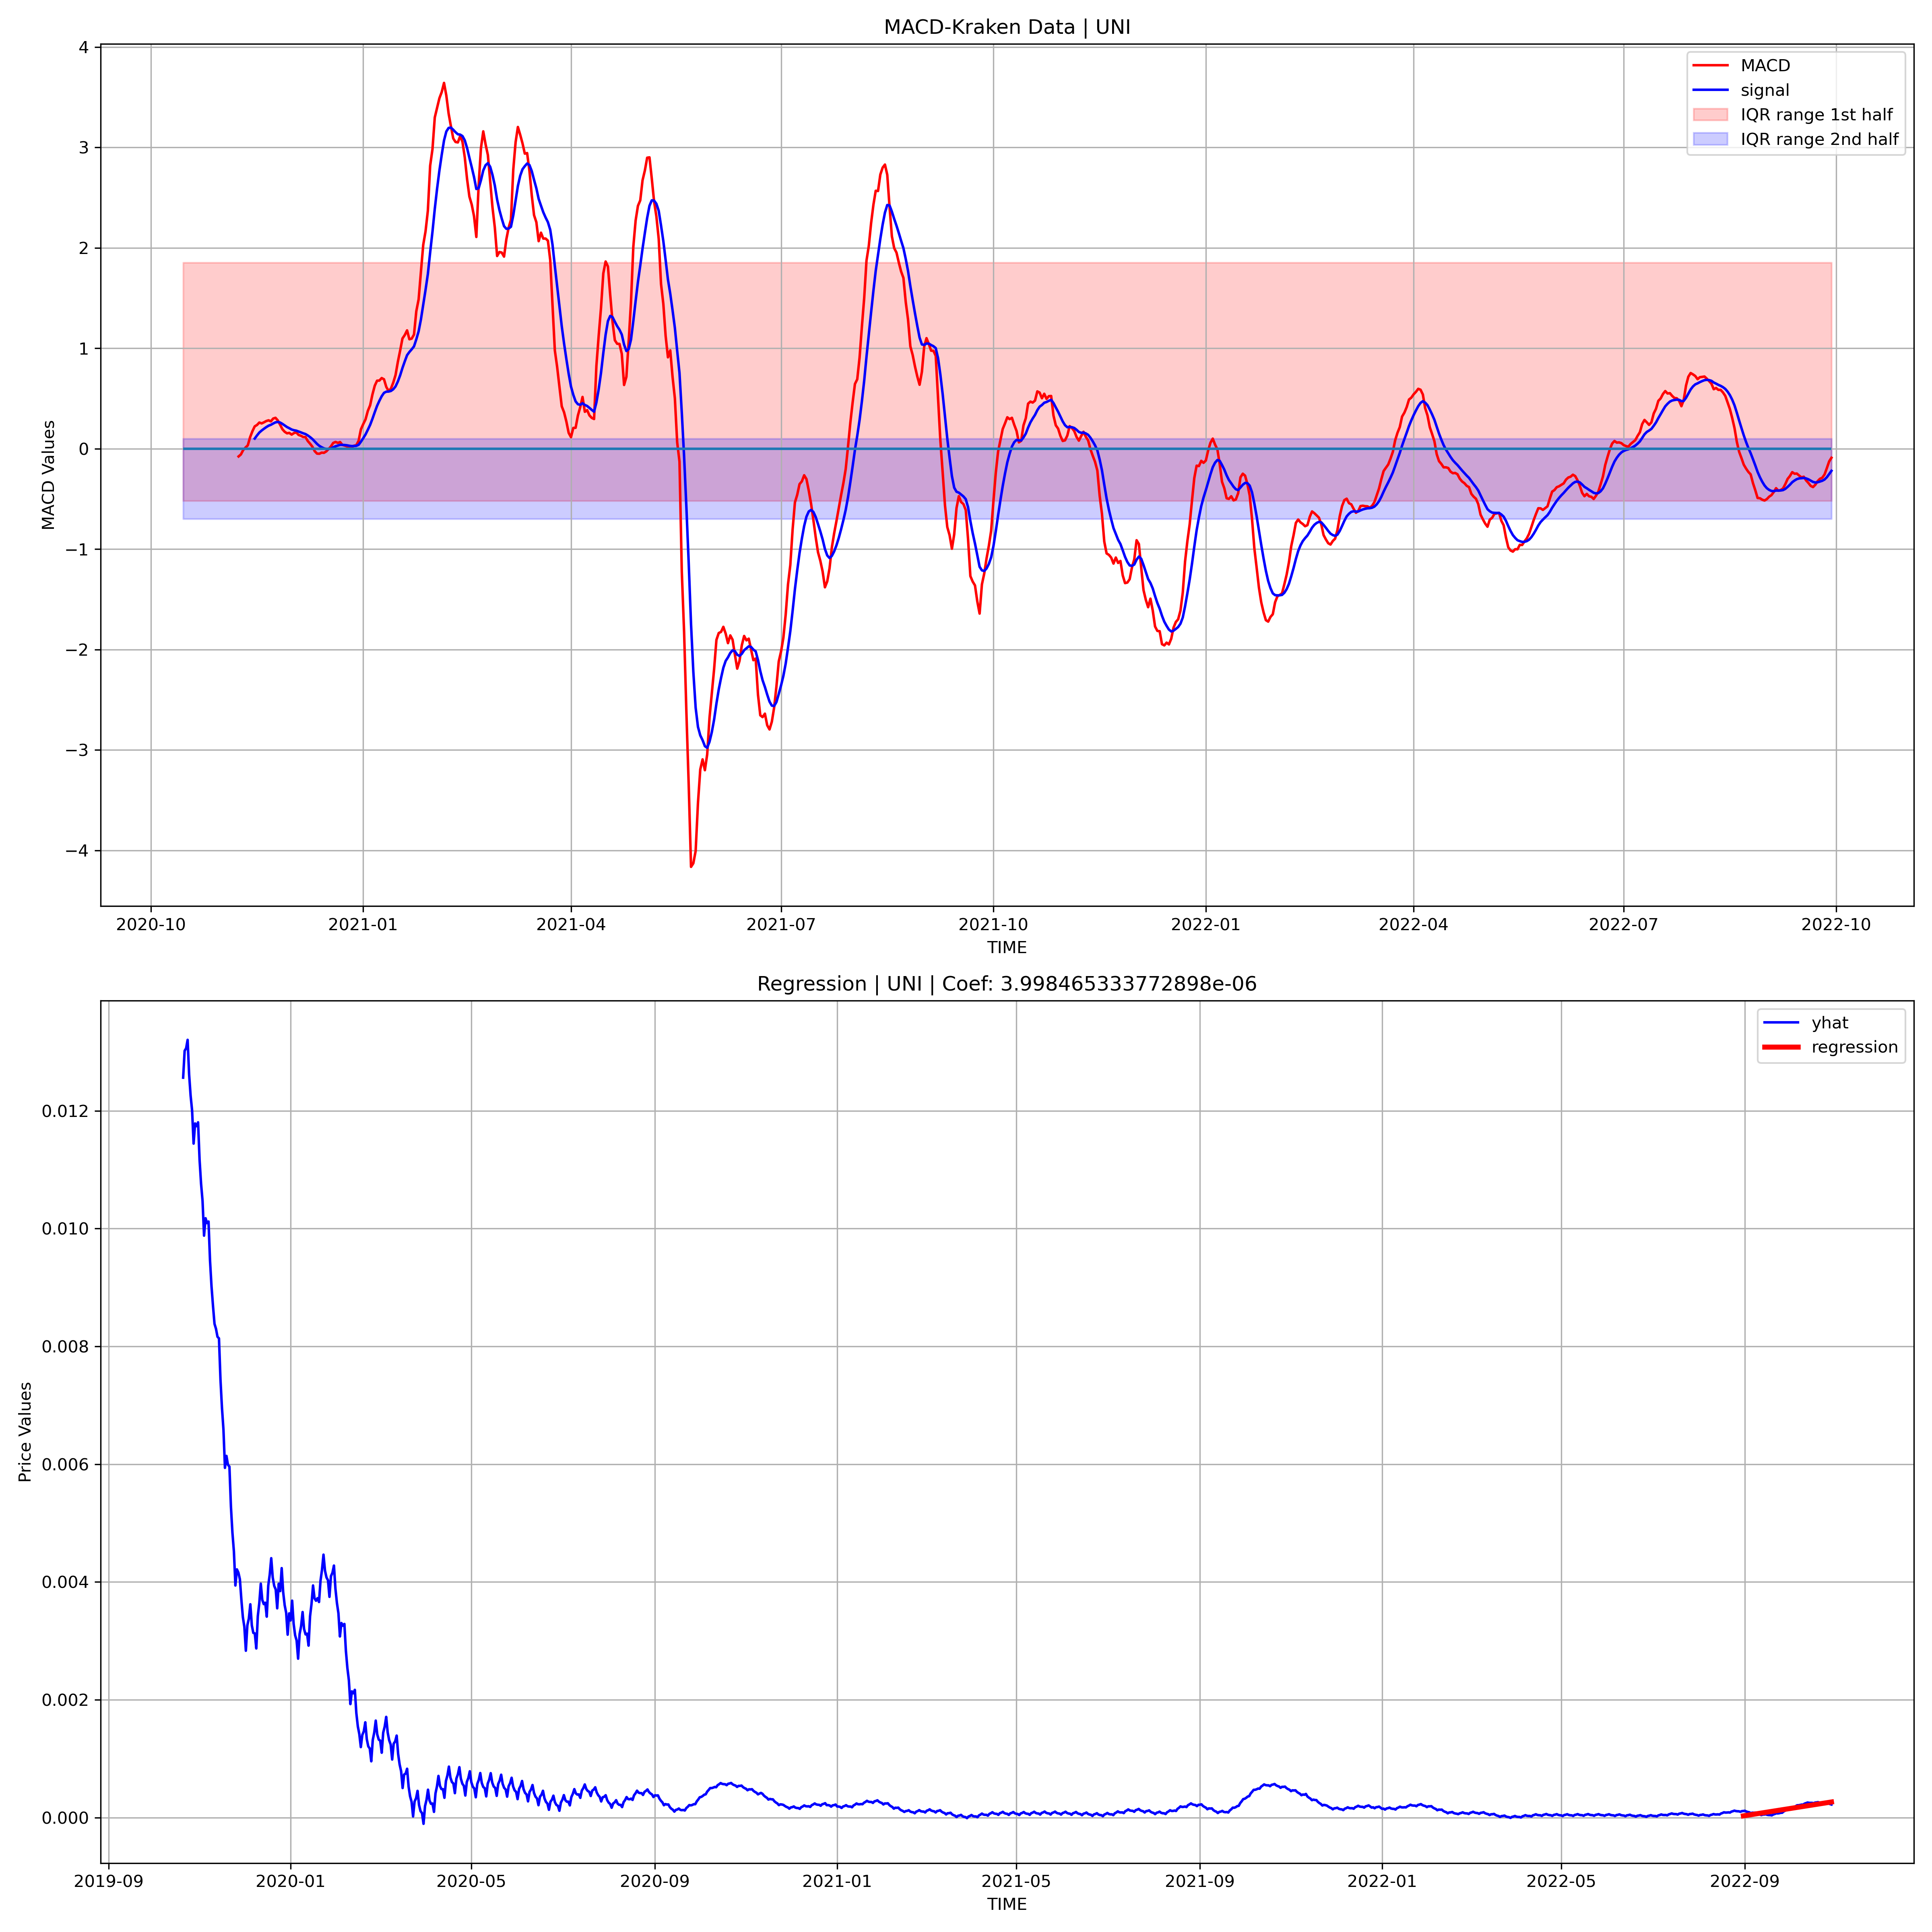 MACD-Kraken Data | UNI
MACD
signal
IQR range 1st half
IQR range 2nd half
MACD Values
4
3
2
1
0
−1
−2
−3
−4
2020-10
2021-01
2021-04
2021-07
2021-10
2022-01
2022-04
2022-07
2022-10
TIME
Regression | UNI | Coef: 3.998465333772898e-06
yhat
regression
Price Values
0.012
0.010
0.008
0.006
0.004
0.002
0.000
2019-09
2020-01
2020-05
2020-09
2021-01
2021-05
2021-09
2022-01
2022-05
2022-09
TIME